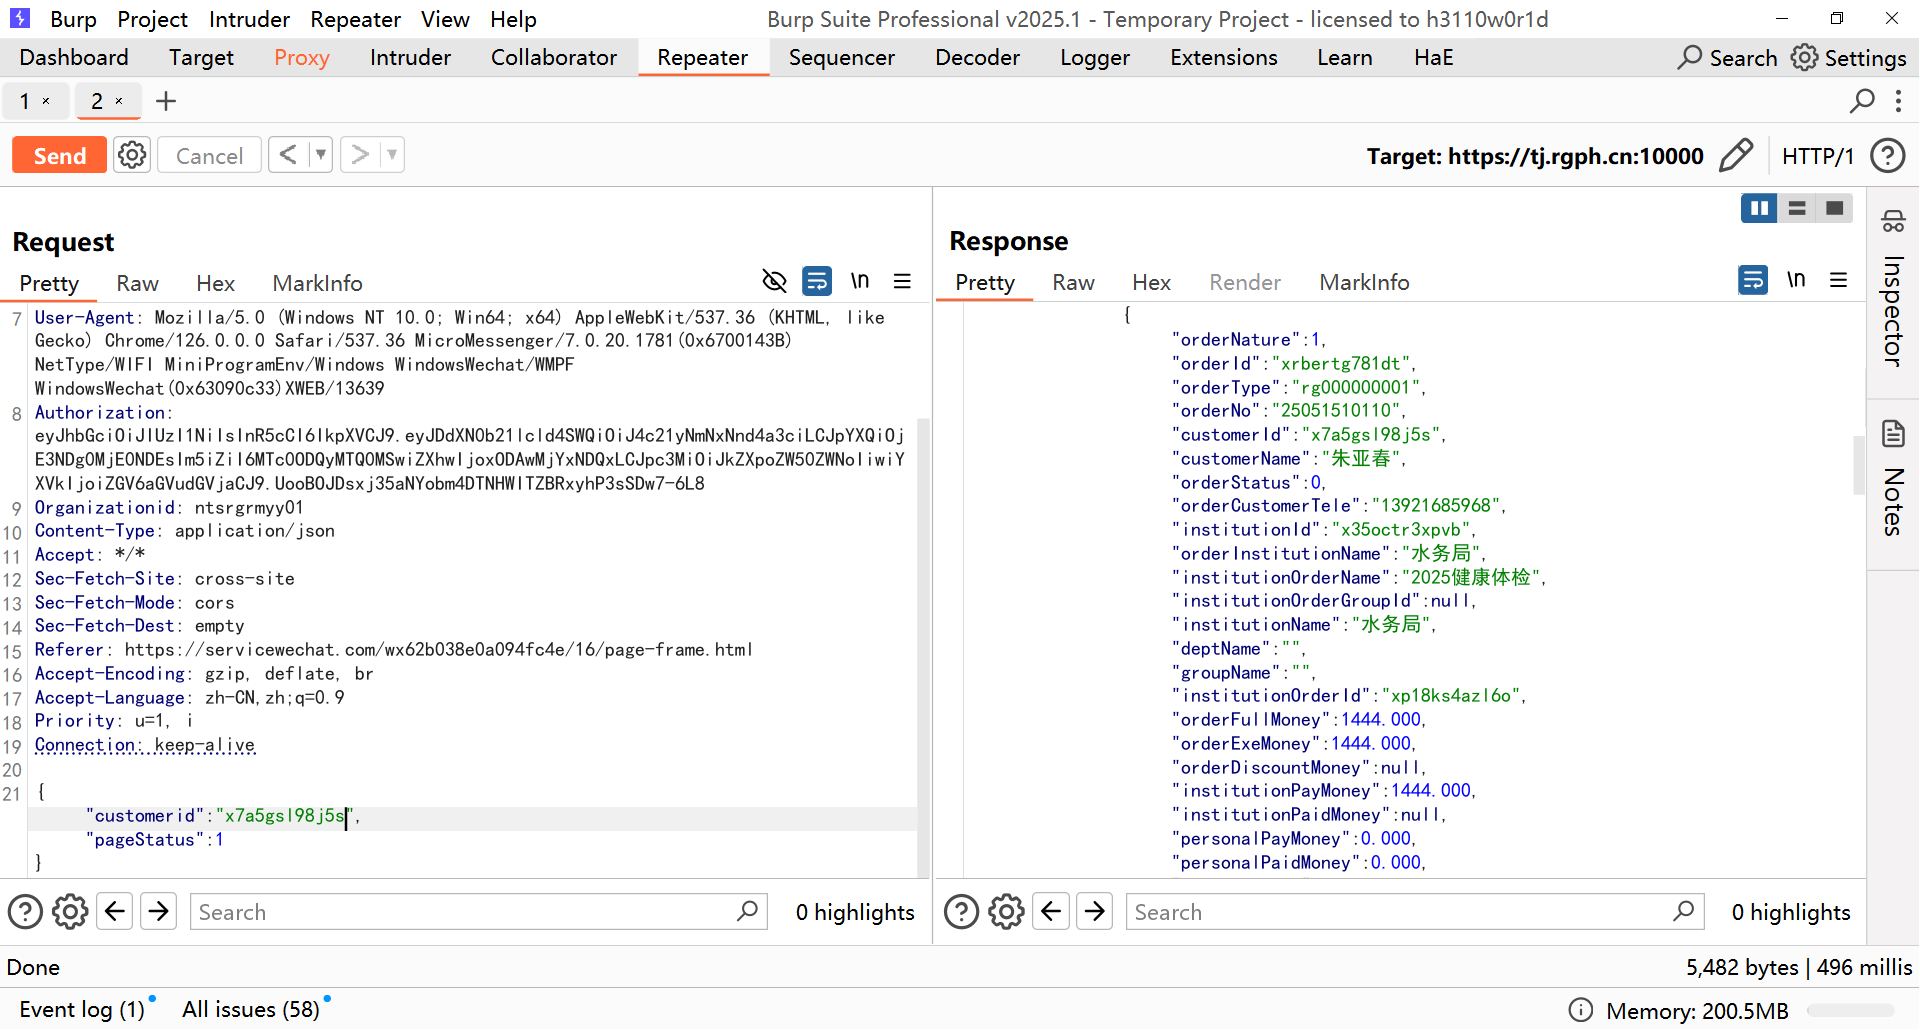 Burp Project Intruder Repeater View Help Burp Suite Professional v2025.1 - Temporary Project - licensed to h3110w0r1d
Dashboard Target Proxy Intruder Collaborator Repeater Sequencer Decoder Logger Extensions Learn HaE Search Settings
1 × 2 × +
Send Cancel < > Target: https://tj.rgph.cn:10000 HTTP/1
Request
Pretty Raw Hex MarkInfo \n
7 User-Agent: Mozilla/5.0 (Windows NT 10.0; Win64; x64) AppleWebKit/537.36 (KHTML, like
Gecko) Chrome/126.0.0.0 Safari/537.36 MicroMessenger/7.0.20.1781(0x6700143B)
NetType/WIFI MiniProgramEnv/Windows WindowsWechat/WMPF
WindowsWechat(0x63090c33)XWEB/13639
8 Authorization:
9 Organizationid: ntsrgrmyy01
10 Content-Type: application/json
11 Accept: */*
12 Sec-Fetch-Site: cross-site
13 Sec-Fetch-Mode: cors
14 Sec-Fetch-Dest: empty
15 Referer: https://servicewechat.com/wx62b038e0a094fc4e/16/page-frame.html
16 Accept-Encoding: gzip, deflate, br
17 Accept-Language: zh-CN,zh;q=0.9
18 Priority: u=1, i
19 Connection: keep-alive
20
21 {
"customerid":"x7a5gsl98j5s",
"pageStatus":1
}
Search 0 highlights
Response
Pretty Raw Hex Render MarkInfo \n
{
"orderNature":1,
"orderId":"xrbertg781dt",
"orderType":"rg000000001",
"orderNo":"25051510110",
"customerId":"x7a5gsl98j5s",
"customerName":"朱亚春",
"orderStatus":0,
"orderCustomerTele":"13921685968",
"institutionId":"x35octr3xpvb",
"orderInstitutionName":"水务局",
"institutionOrderName":"2025健康体检",
"institutionOrderGroupId":null,
"institutionName":"水务局",
"deptName":"",
"groupName":"",
"institutionOrderId":"xp18ks4azl6o",
"orderFullMoney":1444.000,
"orderExeMoney":1444.000,
"orderDiscountMoney":null,
"institutionPayMoney":1444.000,
"institutionPaidMoney":null,
"personalPayMoney":0.000,
"personalPaidMoney":0.000,
Search 0 highlights
Inspector
Notes
Done 5,482 bytes | 496 millis
Event log (1) All issues (58) Memory: 200.5MB